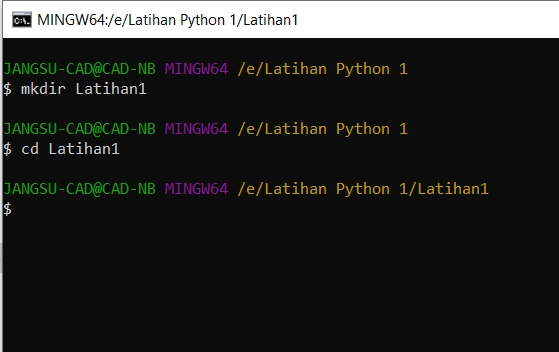 MINGW64:/e/Latihan Python 1/Latihan1
JANGSU-CAD@CAD-NB MINGW64 /e/Latihan Python 1
$ mkdir Latihan1
JANGSU-CAD@CAD-NB MINGW64 /e/Latihan Python 1
$ cd Latihan1
JANGSU-CAD@CAD-NB MINGW64 /e/Latihan Python 1/Latihan1
$